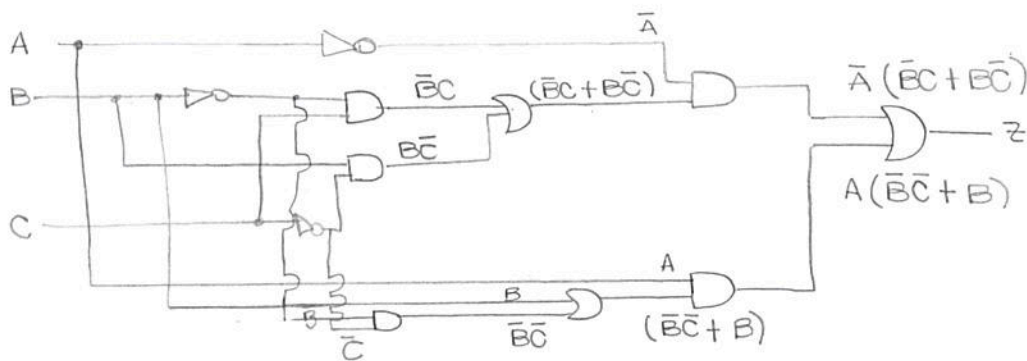 A
Ā
B
B̄C
(B̄C + BC̄)
Ā (B̄C + BC̄)
BC̄
Z
A (B̄C̄ + B)
C
A
B
B̄
C̄
B̄C̄
(B̄C̄ + B)